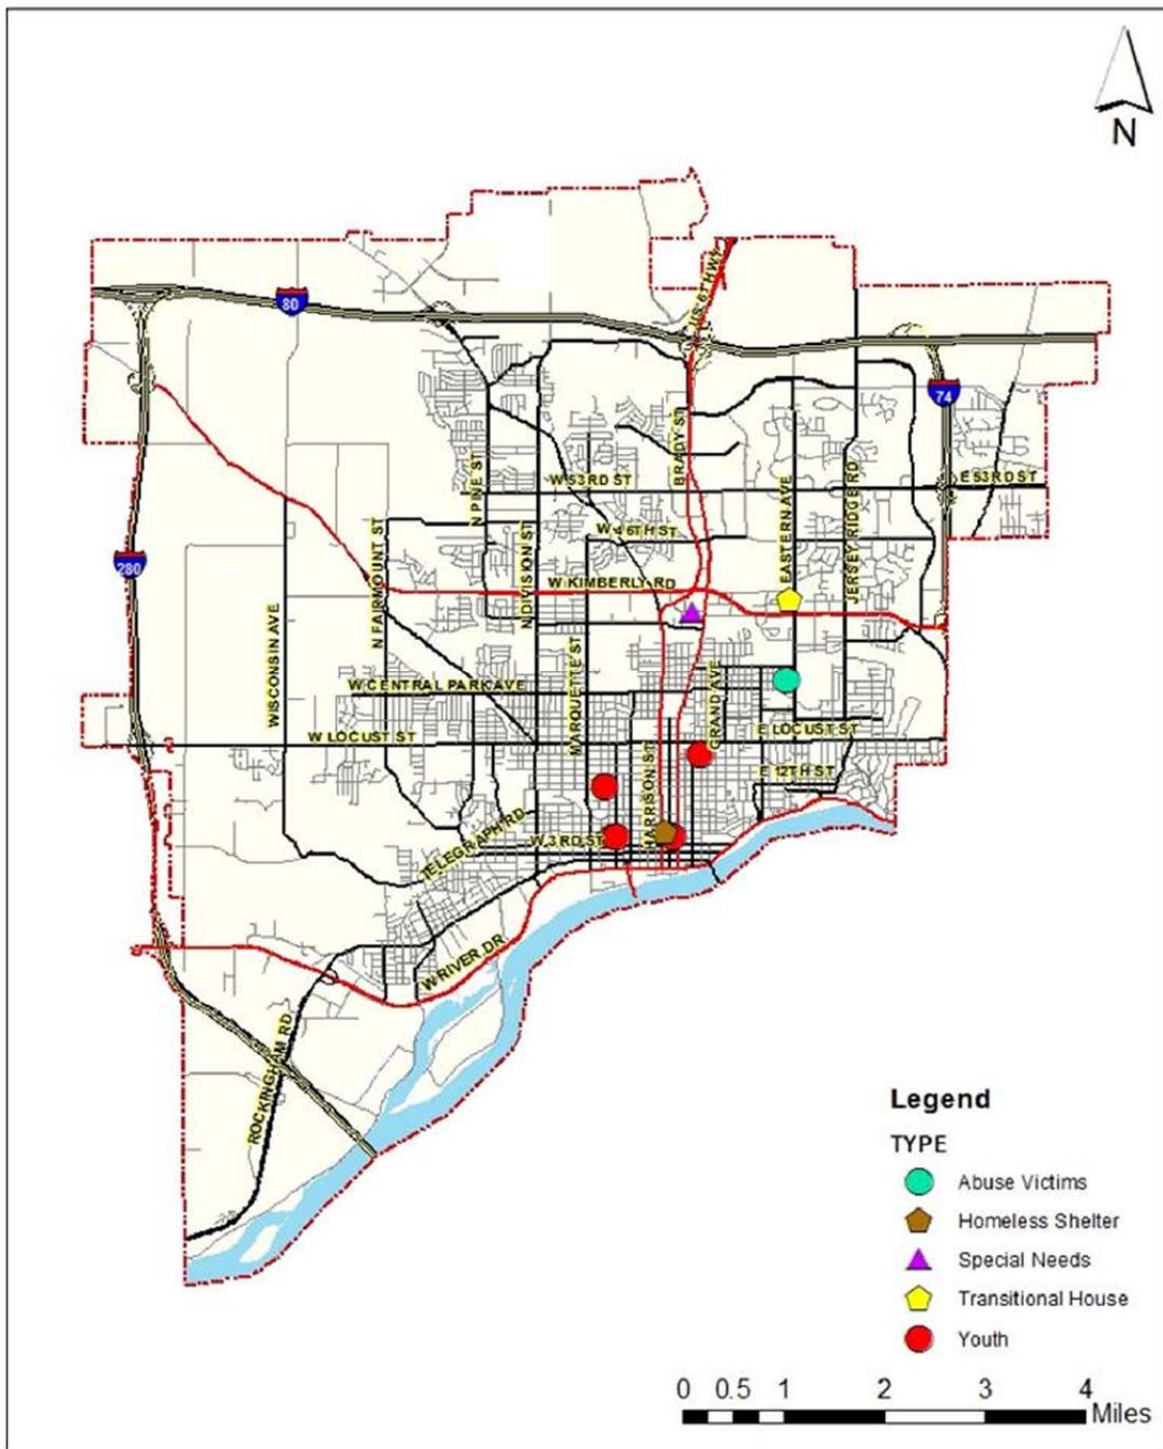 N
US 61 HWY
80
74
BRADY ST
W 53RD ST
E 53RD ST
N PINE ST
EASTERN AVE
JERSEY RIDGE RD
W 46TH ST
N FAIRMOUNT ST
N DIVISION ST
280
W KIMBERLY RD
WISCONSIN AVE
MARQUETTE ST
GRAND AVE
W CENTRAL PARK AVE
W LOCUST ST
E LOCUST ST
HARRISON ST
E 12TH ST
TELEGRAPH RD
W 3RD ST
W RIVER DR
ROCKINGHAM RD
Legend
TYPE
Abuse Victims
Homeless Shelter
Special Needs
Transitional House
Youth
0 0.5 1 2 3 4
Miles